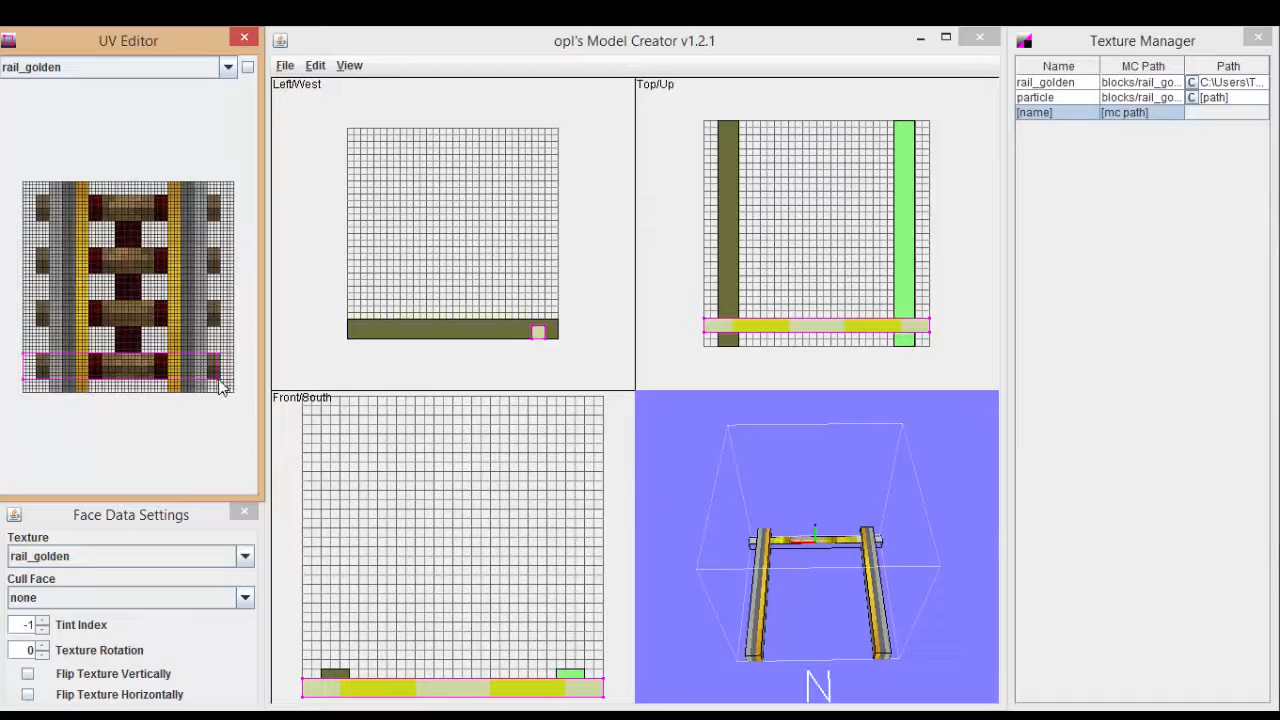 UV Editor
rail_golden
Face Data Settings
Texture
rail_golden
Cull Face
none
-1 Tint Index
0 Texture Rotation
Flip Texture Vertically
Flip Texture Horizontally
opl's Model Creator v1.2.1
File Edit View
Left/West
Top/Up
Front/South
N
Texture Manager
Name MC Path Path
rail_golden blocks/rail_go... C C:\Users\T...
particle blocks/rail_go... C [path]
[name] [mc path]